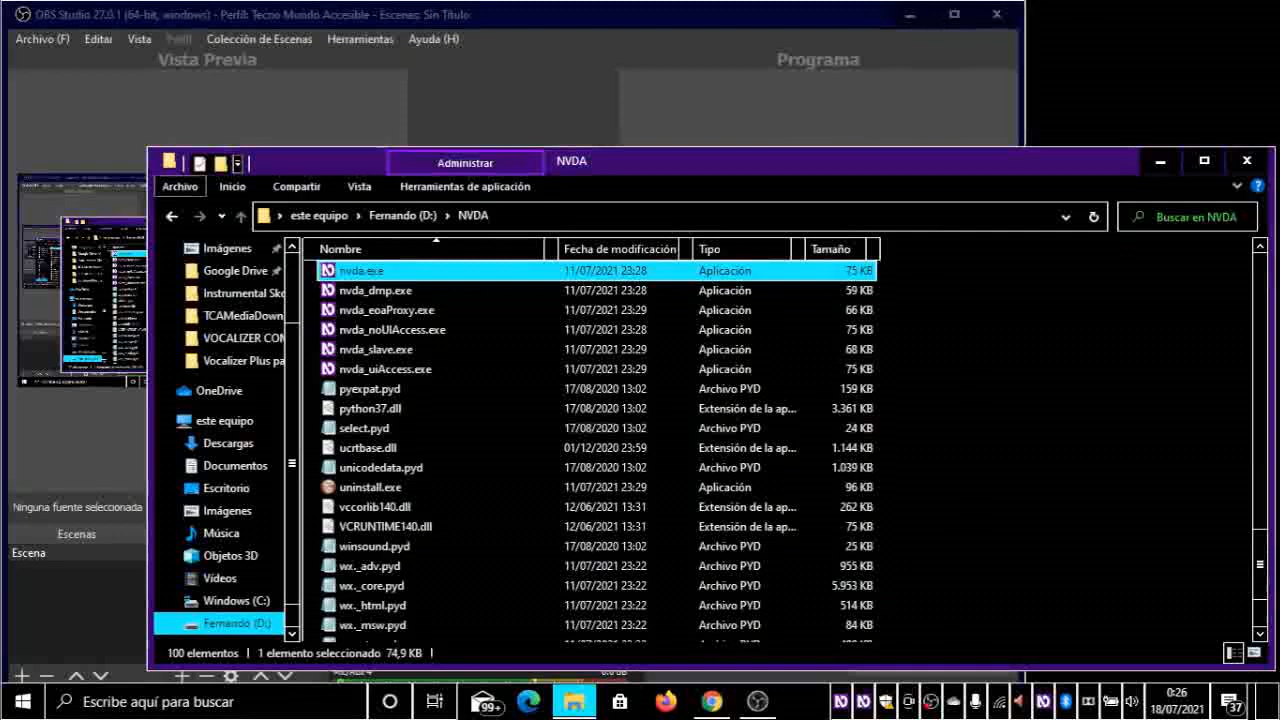 OBS Studio 27.0.1 (64-bit, windows) - Perfil: Tecno Mundo Accesible - Escenas: Sin Título
Archivo (F) Editar Vista Perfil Colección de Escenas Herramientas Ayuda (H)
Vista Previa Programa
Administrar NVDA
Archivo Inicio Compartir Vista Herramientas de aplicación
este equipo Fernando (D:) NVDA Buscar en NVDA
Nombre Fecha de modificación Tipo Tamaño
nvda.exe 11/07/2021 23:28 Aplicación 75 KB
nvda_dmp.exe 11/07/2021 23:28 Aplicación 59 KB
nvda_eoaProxy.exe 11/07/2021 23:29 Aplicación 66 KB
nvda_noUIAccess.exe 11/07/2021 23:28 Aplicación 75 KB
nvda_slave.exe 11/07/2021 23:29 Aplicación 68 KB
nvda_uiAccess.exe 11/07/2021 23:29 Aplicación 75 KB
pyexpat.pyd 17/08/2020 13:02 Archivo PYD 159 KB
python37.dll 17/08/2020 13:02 Extensión de la ap... 3.361 KB
select.pyd 17/08/2020 13:02 Archivo PYD 24 KB
ucrtbase.dll 01/12/2020 23:59 Extensión de la ap... 1.144 KB
unicodedata.pyd 17/08/2020 13:02 Archivo PYD 1.039 KB
uninstall.exe 11/07/2021 23:29 Aplicación 96 KB
vccorlib140.dll 12/06/2021 13:31 Extensión de la ap... 262 KB
VCRUNTIME140.dll 12/06/2021 13:31 Extensión de la ap... 75 KB
winsound.pyd 17/08/2020 13:02 Archivo PYD 25 KB
wx._adv.pyd 11/07/2021 23:22 Archivo PYD 955 KB
wx._core.pyd 11/07/2021 23:22 Archivo PYD 5.953 KB
wx._html.pyd 11/07/2021 23:22 Archivo PYD 514 KB
wx._msw.pyd 11/07/2021 23:22 Archivo PYD 84 KB
Imágenes
Google Drive
Instrumental Sko
TCAMediaDown
VOCALIZER COM
Vocalizer Plus pa
OneDrive
este equipo
Descargas
Documentos
Escritorio
Imágenes
Música
Objetos 3D
Vídeos
Windows (C:)
Fernando (D:)
Ninguna fuente seleccionada
Escenas
Escena
100 elementos 1 elemento seleccionado 74,9 KB
Escribe aquí para buscar
99+
0:26
18/07/2021
37